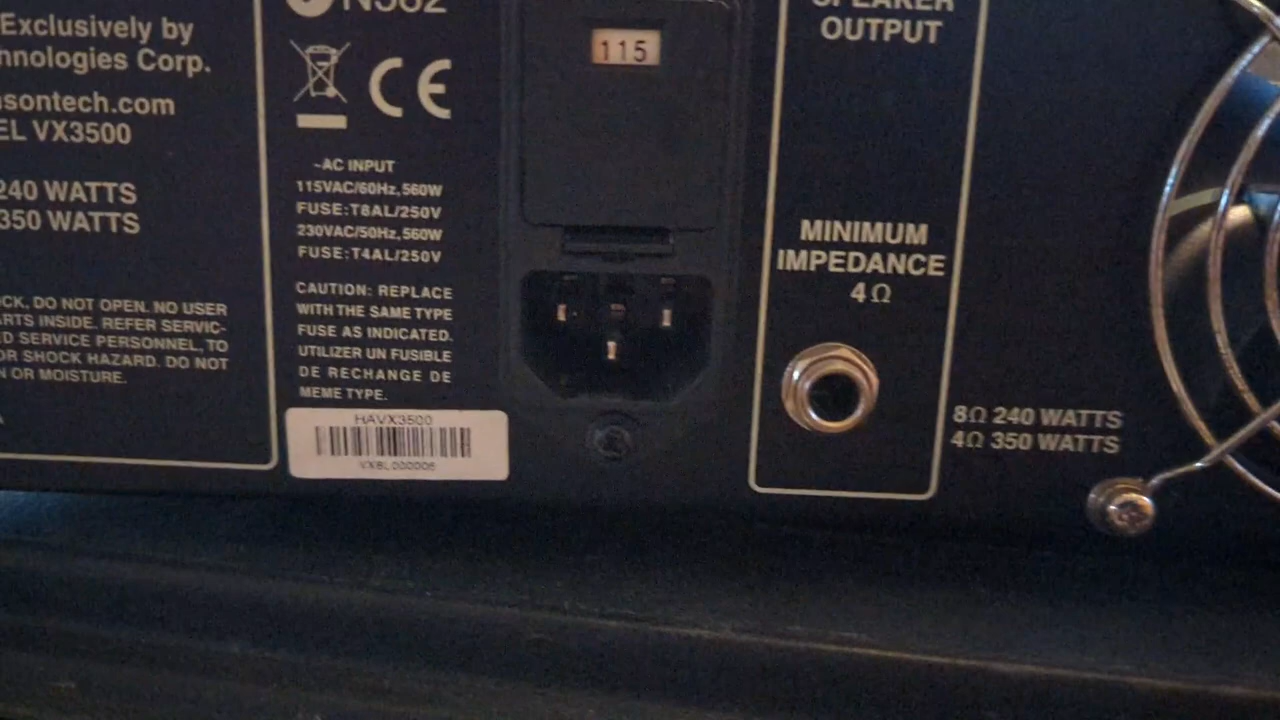 Exclusively by
hnologies Corp.
sontech.com
EL VX3500
240 WATTS
350 WATTS
CK, DO NOT OPEN. NO USER
ARTS INSIDE. REFER SERVIC-
D SERVICE PERSONNEL, TO
OR SHOCK HAZARD. DO NOT
N OR MOISTURE.
N562
CE
~AC INPUT
115VAC/60Hz,560W
FUSE:T8AL/250V
230VAC/50Hz,560W
FUSE:T4AL/250V
CAUTION: REPLACE
WITH THE SAME TYPE
FUSE AS INDICATED.
UTILIZER UN FUSIBLE
DE RECHANGE DE
MEME TYPE.
HAVX3500
115
SPEAKER
OUTPUT
MINIMUM
IMPEDANCE
4Ω
8Ω 240 WATTS
4Ω 350 WATTS